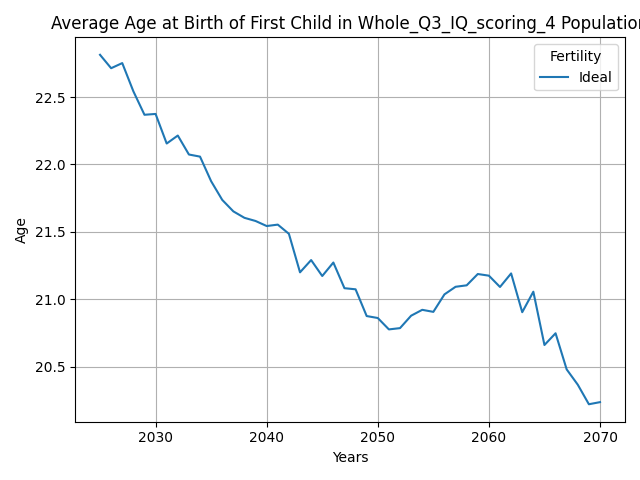 Average Age at Birth of First Child in Whole_Q3_IQ_scoring_4 Population
Fertility
Ideal
22.5
22.0
21.5
21.0
20.5
Age
2030 2040 2050 2060 2070
Years